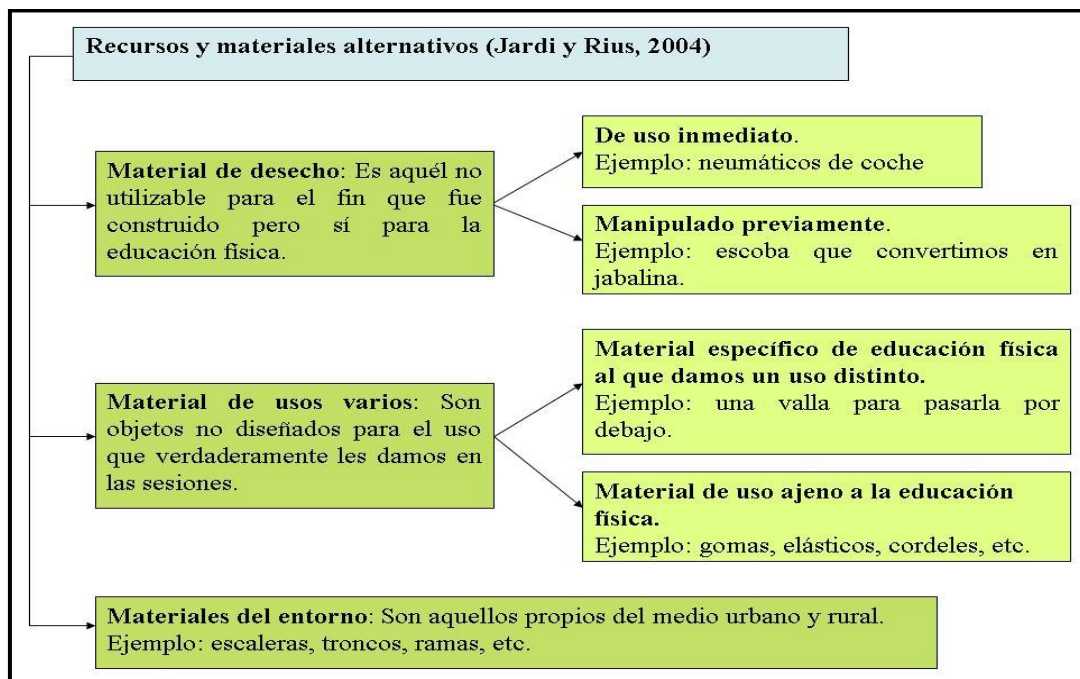 Recursos y materiales alternativos (Jardi y Rius, 2004)
Material de desecho: Es aquél no
utilizable para el fin que fue
construido pero sí para la
educación física.
De uso inmediato.
Ejemplo: neumáticos de coche
Manipulado previamente.
Ejemplo: escoba que convertimos en
jabalina.
Material de usos varios: Son
objetos no diseñados para el uso
que verdaderamente les damos en
las sesiones.
Material específico de educación física
al que damos un uso distinto.
Ejemplo: una valla para pasarla por
debajo.
Material de uso ajeno a la educación
física.
Ejemplo: gomas, elásticos, cordeles, etc.
Materiales del entorno: Son aquellos propios del medio urbano y rural.
Ejemplo: escaleras, troncos, ramas, etc.